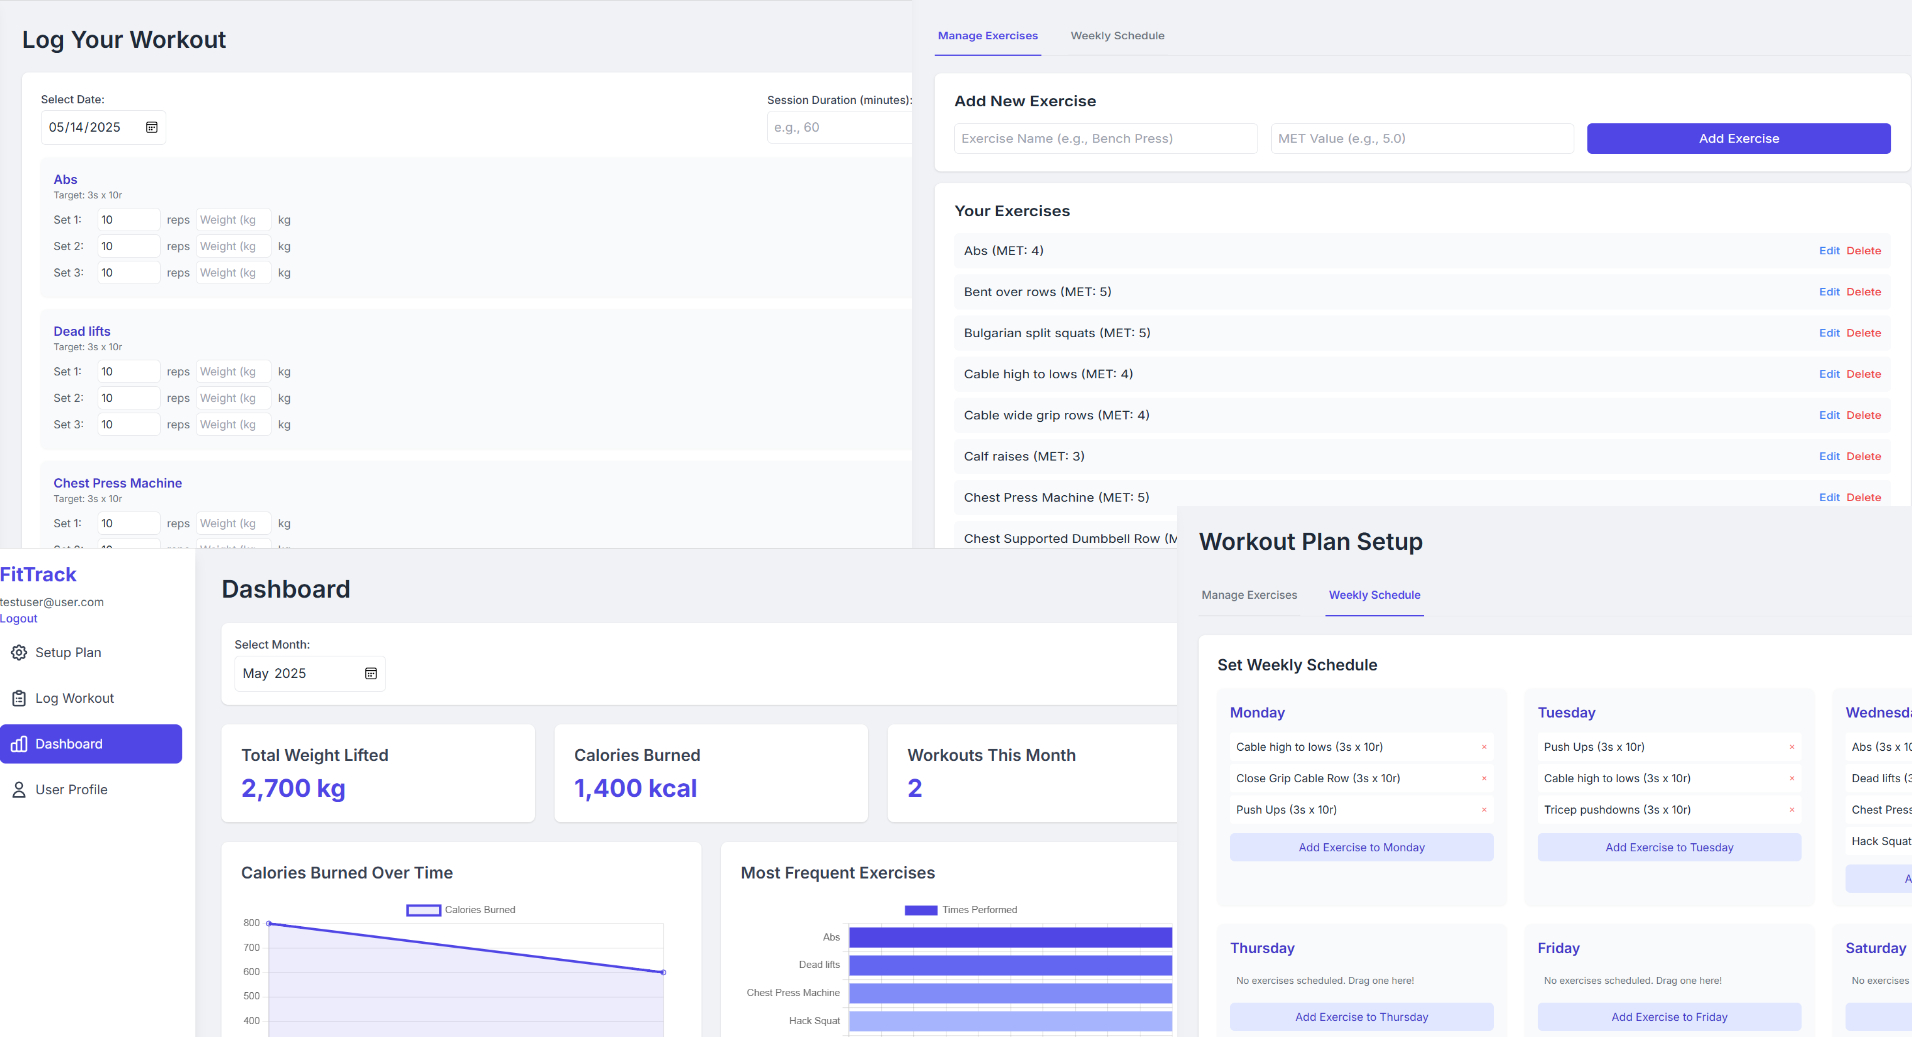 Log Your Workout
Select Date:
05/14/2025
Session Duration (minutes):
e.g., 60
Abs
Target: 3s x 10r
Set 1: 10 reps Weight (kg kg
Set 2: 10 reps Weight (kg kg
Set 3: 10 reps Weight (kg kg
Dead lifts
Target: 3s x 10r
Set 1: 10 reps Weight (kg kg
Set 2: 10 reps Weight (kg kg
Set 3: 10 reps Weight (kg kg
Chest Press Machine
Target: 3s x 10r
Set 1: 10 reps Weight (kg kg
Manage Exercises Weekly Schedule
Add New Exercise
Exercise Name (e.g., Bench Press) MET Value (e.g., 5.0) Add Exercise
Your Exercises
Abs (MET: 4) Edit Delete
Bent over rows (MET: 5) Edit Delete
Bulgarian split squats (MET: 5) Edit Delete
Cable high to lows (MET: 4) Edit Delete
Cable wide grip rows (MET: 4) Edit Delete
Calf raises (MET: 3) Edit Delete
Chest Press Machine (MET: 5) Edit Delete
Chest Supported Dumbbell Row (M
FitTrack
testuser@user.com
Logout
Setup Plan
Log Workout
Dashboard
User Profile
Dashboard
Select Month:
May 2025
Total Weight Lifted
2,700 kg
Calories Burned
1,400 kcal
Workouts This Month
2
Calories Burned Over Time
Calories Burned
800
700
600
500
400
Most Frequent Exercises
Times Performed
Abs
Dead lifts
Chest Press Machine
Hack Squat
Workout Plan Setup
Manage Exercises Weekly Schedule
Set Weekly Schedule
Monday
Cable high to lows (3s x 10r) ×
Close Grip Cable Row (3s x 10r) ×
Push Ups (3s x 10r) ×
Add Exercise to Monday
Tuesday
Push Ups (3s x 10r) ×
Cable high to lows (3s x 10r) ×
Tricep pushdowns (3s x 10r) ×
Add Exercise to Tuesday
Wednesda
Abs (3s x 10
Dead lifts (3
Chest Press
Hack Squat
A
Thursday
No exercises scheduled. Drag one here!
Add Exercise to Thursday
Friday
No exercises scheduled. Drag one here!
Add Exercise to Friday
Saturday
No exercises